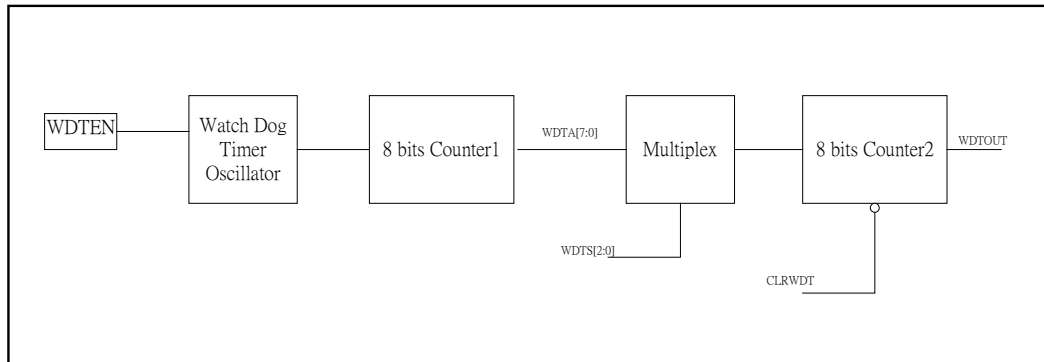 WDTEN
Watch Dog
Timer
Oscillator
8 bits Counter1
WDTA[7:0]
Multiplex
8 bits Counter2
WDTOUT
WDTS[2:0]
CLRWDT